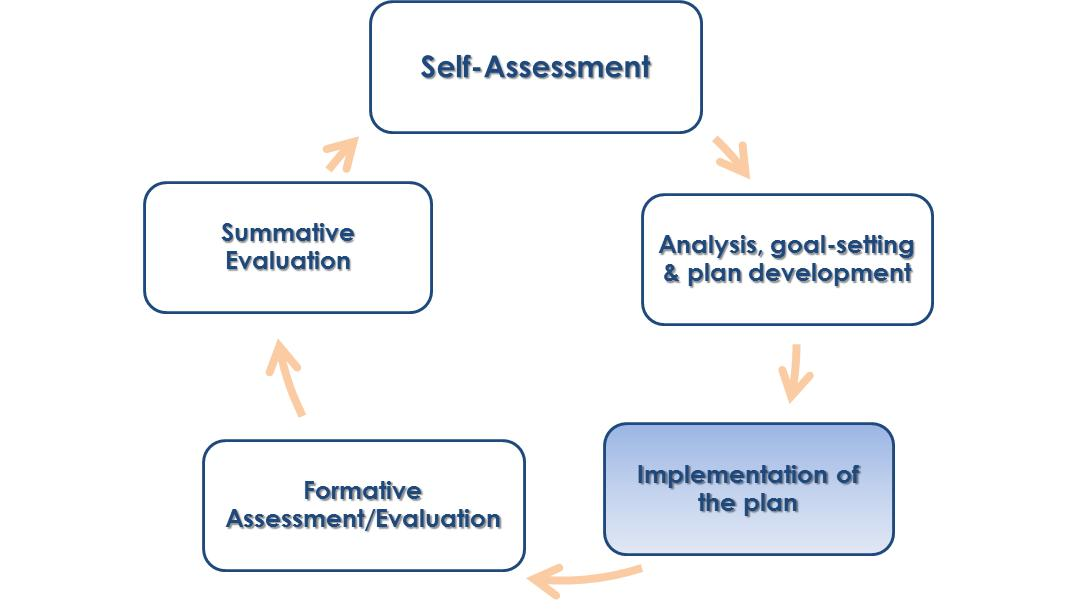 Self-Assessment
Analysis, goal-setting
& plan development
Implementation of
the plan
Formative
Assessment/Evaluation
Summative
Evaluation